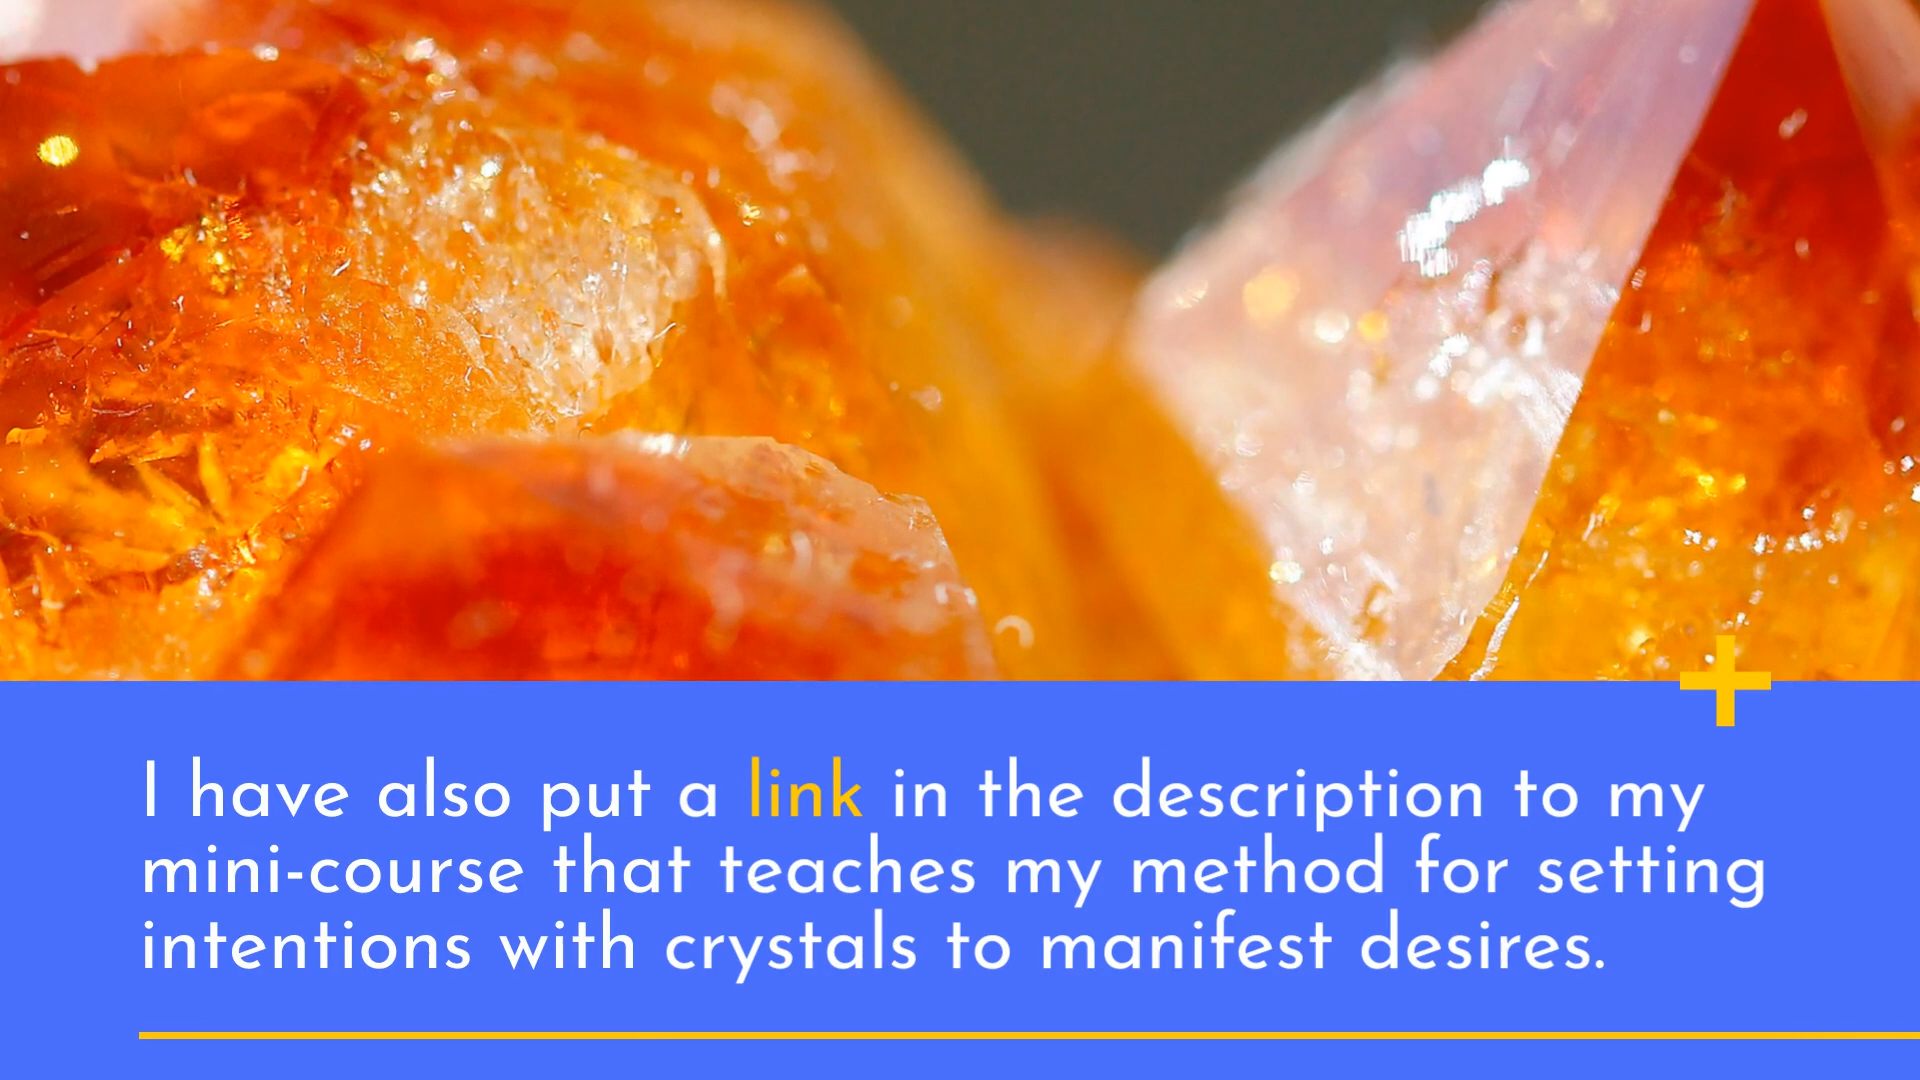 I have also put a link in the description to my
mini-course that teaches my method for setting
intentions with crystals to manifest desires.